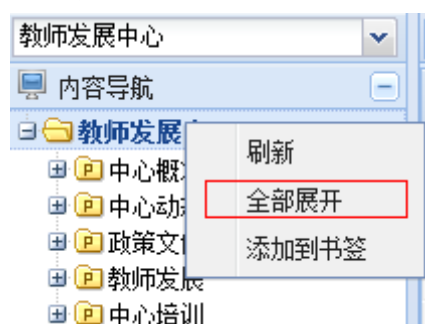 教师发展中心
内容导航
教师发展
刷新
中心概
全部展开
中心动
添加到书签
政策文
教师发展
中心培训